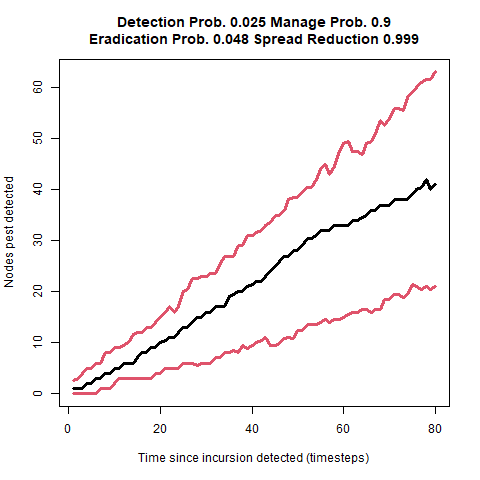 Detection Prob. 0.025 Manage Prob. 0.9
Eradication Prob. 0.048 Spread Reduction 0.999
Nodes pest detected
60
50
40
30
20
10
0
0 20 40 60 80
Time since incursion detected (timesteps)